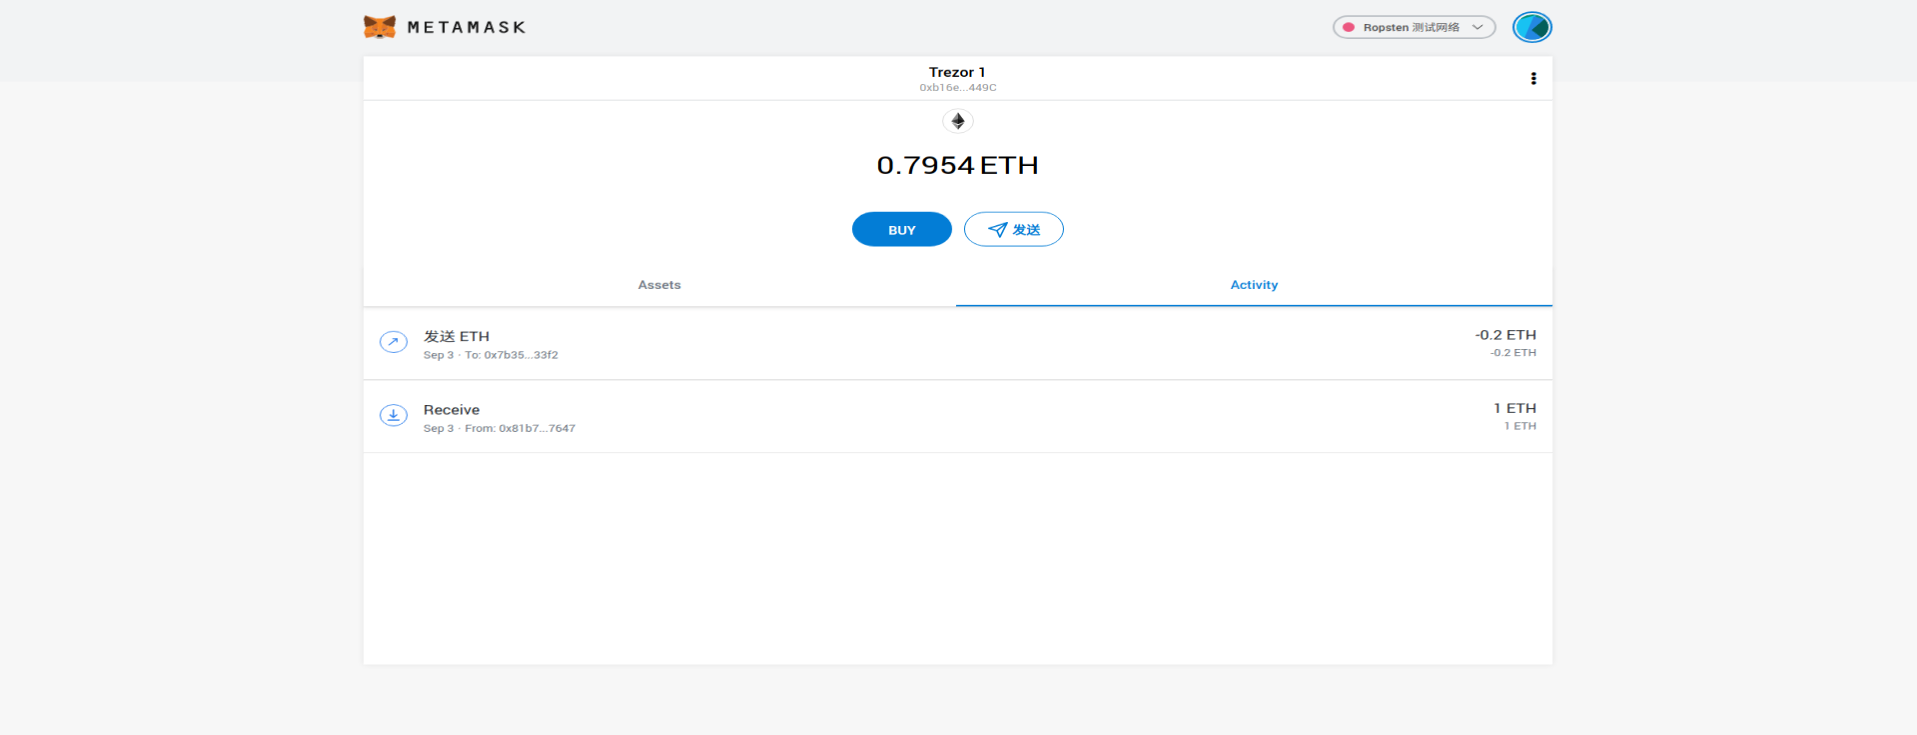 METAMASK
Ropsten 测试网络
Trezor 1
0xb16e...449C
0.7954 ETH
BUY
发送
Assets
Activity
发送 ETH
-0.2 ETH
Sep 3 · To: 0x7b35...33f2
-0.2 ETH
Receive
1 ETH
Sep 3 · From: 0x81b7...7647
1 ETH